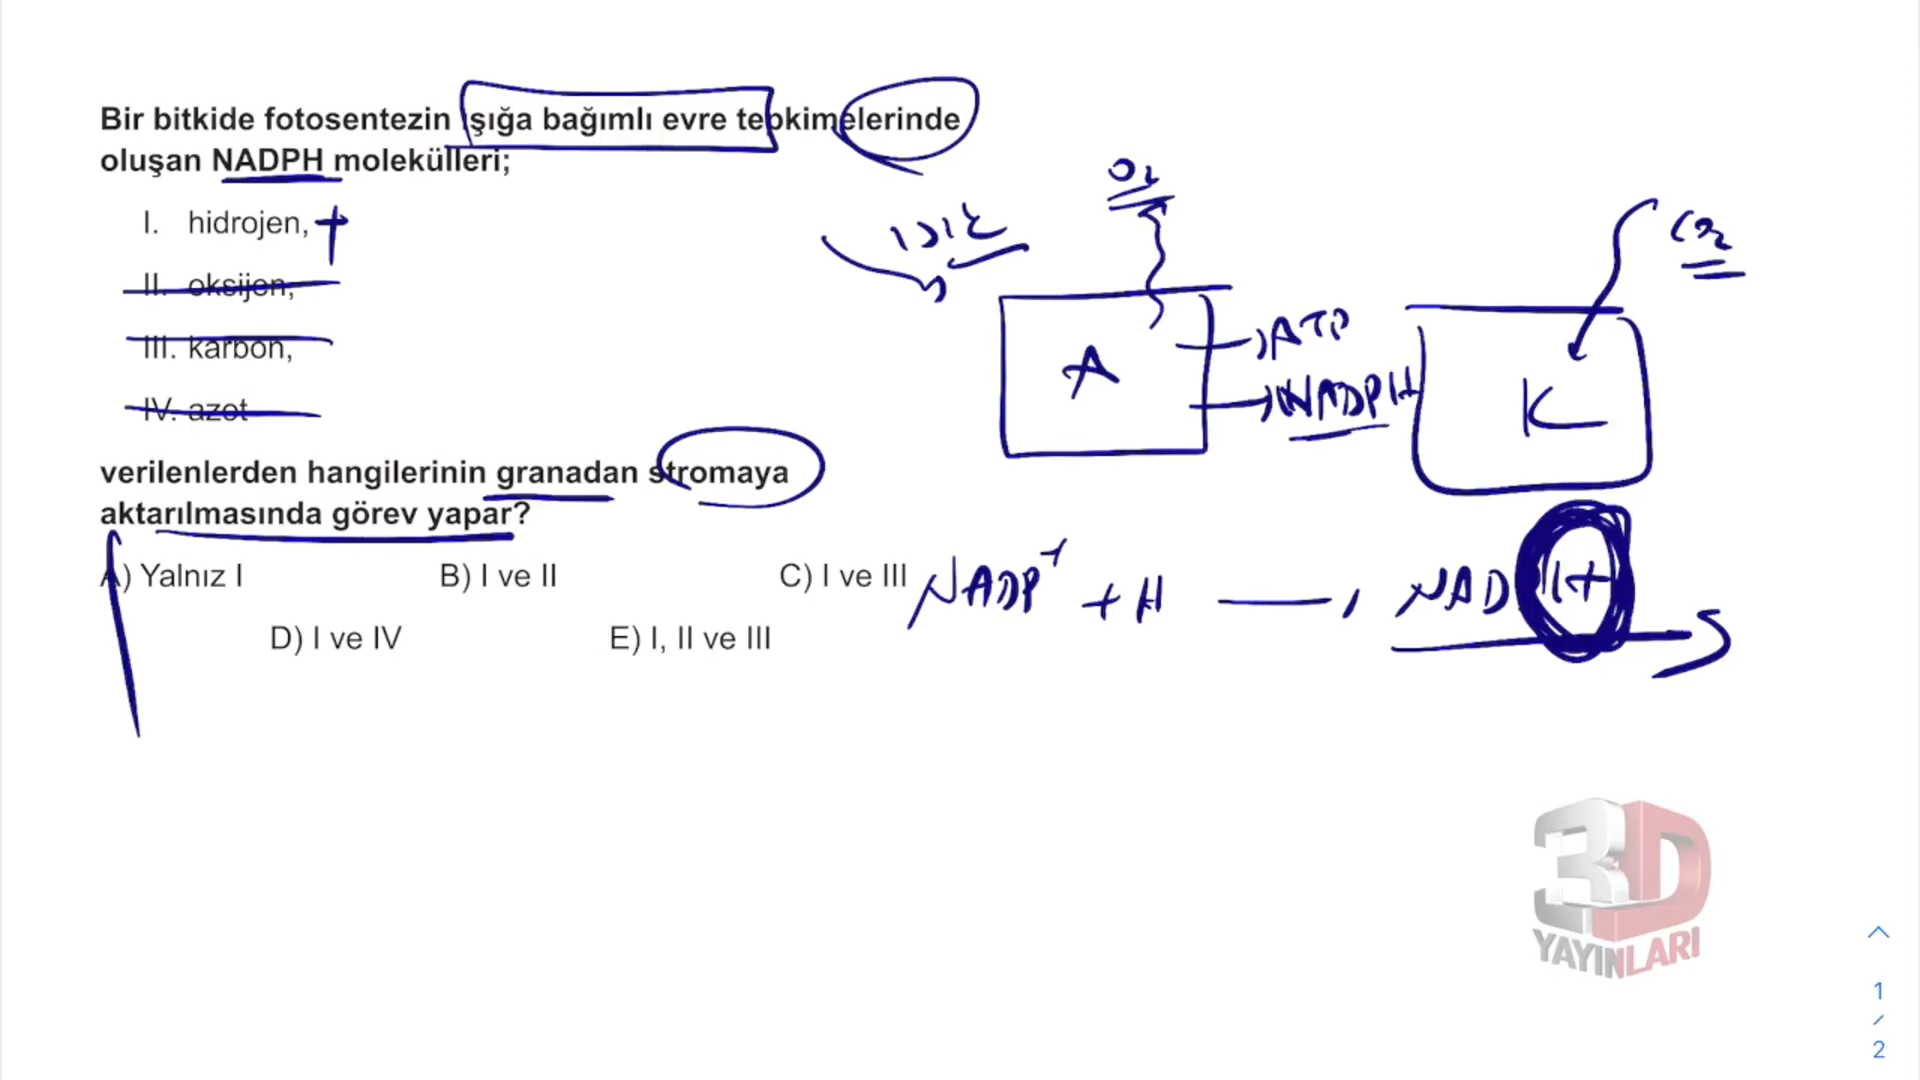 Bir bitkide fotosentezin ışığa bağımlı evre tepkimelerinde
oluşan NADPH molekülleri;
I. hidrojen, +
II. oksijen,
III. karbon,
IV. azot
verilenlerden hangilerinin granadan stromaya
aktarılmasında görev yapar?
A) Yalnız I
B) I ve II
C) I ve III
D) I ve IV
E) I, II ve III
O2
IŞIK
CO2
A
ATP
NADPH
K
NADP+ + H
NAD
3D
YAYINLARI
1
/
2